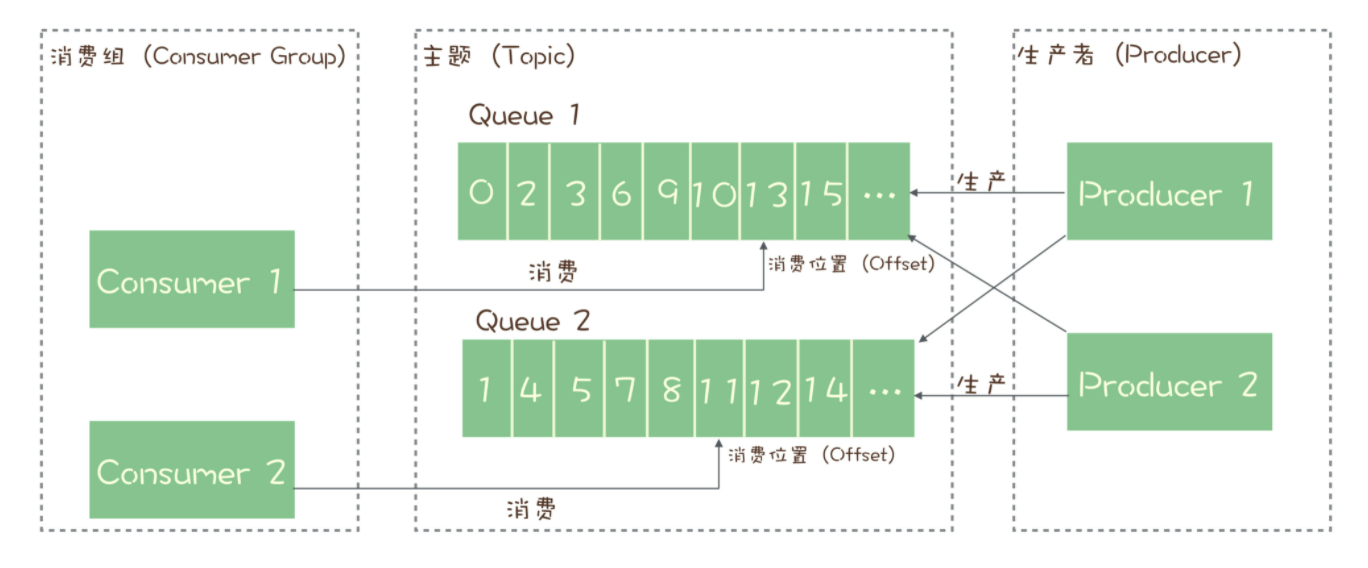 消费组 (Consumer Group)
Consumer 1
Consumer 2
主题 (Topic)
Queue 1
0 2 3 6 9 10 13 15 ...
消费
消费位置 (Offset)
Queue 2
1 4 5 7 8 11 12 14 ...
消费位置 (Offset)
消费
生产
生产
生产者 (Producer)
Producer 1
Producer 2